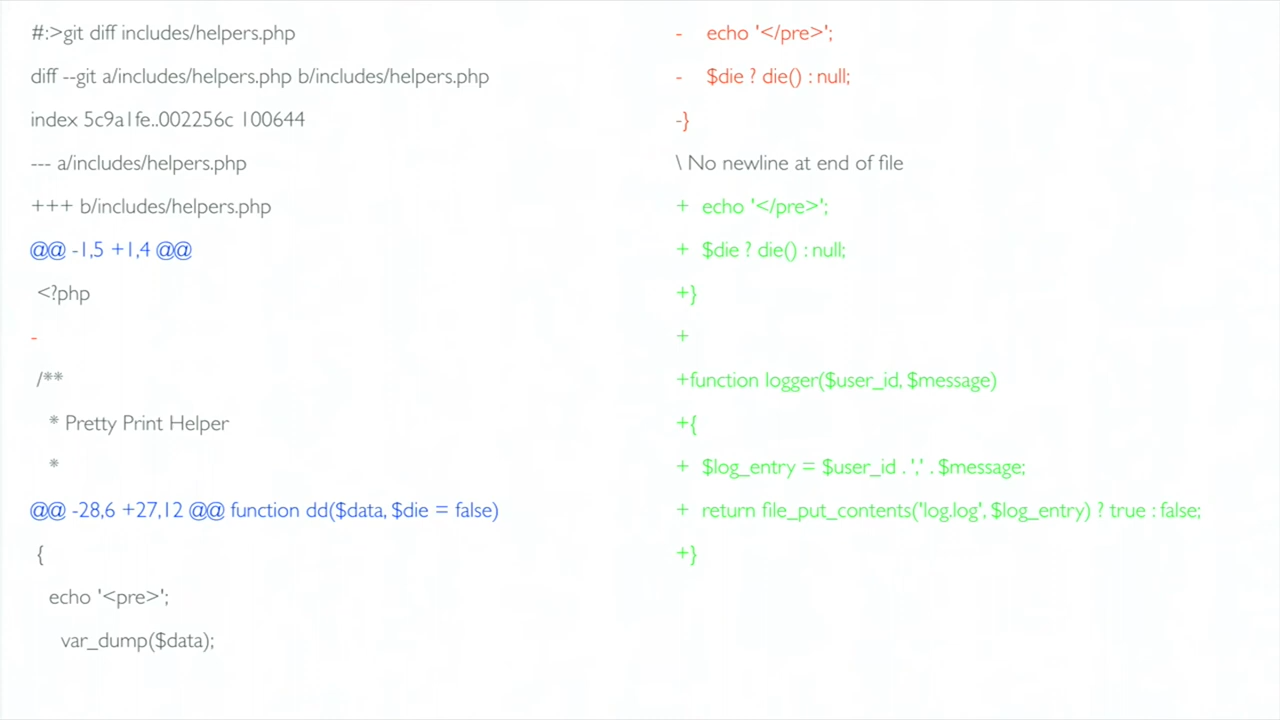 #:>git diff includes/helpers.php
diff --git a/includes/helpers.php b/includes/helpers.php
index 5c9a1fe..002256c 100644
--- a/includes/helpers.php
+++ b/includes/helpers.php
@@ -1,5 +1,4 @@
<?php
-
/**
* Pretty Print Helper
*
@@ -28,6 +27,12 @@ function dd($data, $die = false)
{
echo '<pre>';
var_dump($data);
- echo '</pre>';
- $die ? die() : null;
-}
\ No newline at end of file
+ echo '</pre>';
+ $die ? die() : null;
+}
+
+function logger($user_id, $message)
+{
+ $log_entry = $user_id . ',' . $message;
+ return file_put_contents('log.log', $log_entry) ? true : false;
+}